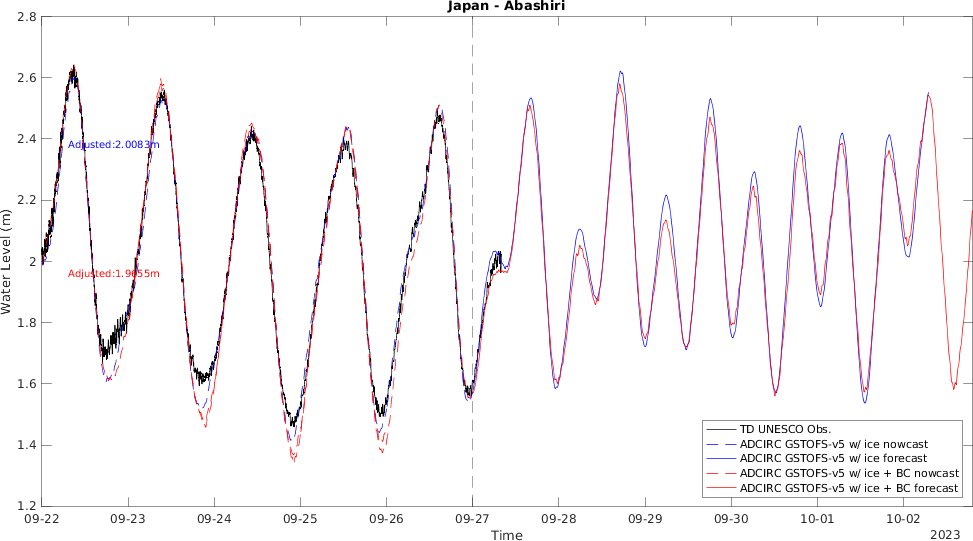 Japan - Abashiri
Water Level (m)
2.8
2.6
2.4
2.2
2
1.8
1.6
1.4
1.2
Adjusted:2.0083m
Adjusted:1.9655m
TD UNESCO Obs.
ADCIRC GSTOFS-v5 w/ ice nowcast
ADCIRC GSTOFS-v5 w/ ice forecast
ADCIRC GSTOFS-v5 w/ ice + BC nowcast
ADCIRC GSTOFS-v5 w/ ice + BC forecast
09-22 09-23 09-24 09-25 09-26 09-27 09-28 09-29 09-30 10-01 10-02
Time
2023